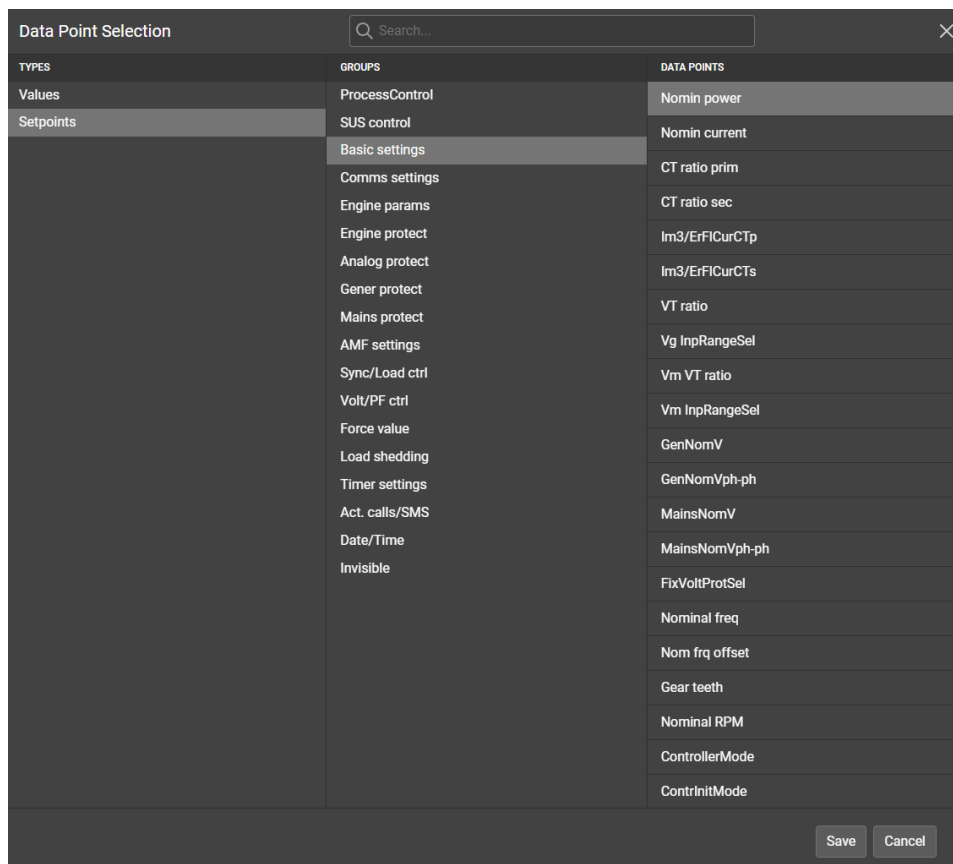 Data Point Selection
Search...
TYPES
Values
Setpoints
GROUPS
ProcessControl
SUS control
Basic settings
Comms settings
Engine params
Engine protect
Analog protect
Gener protect
Mains protect
AMF settings
Sync/Load ctrl
Volt/PF ctrl
Force value
Load shedding
Timer settings
Act. calls/SMS
Date/Time
Invisible
DATA POINTS
Nomin power
Nomin current
CT ratio prim
CT ratio sec
Im3/ErFlCurCTp
Im3/ErFlCurCTs
VT ratio
Vg InpRangeSel
Vm VT ratio
Vm InpRangeSel
GenNomV
GenNomVph-ph
MainsNomV
MainsNomVph-ph
FixVoltProtSel
Nominal freq
Nom frq offset
Gear teeth
Nominal RPM
ControllerMode
ContrInitMode
Save
Cancel